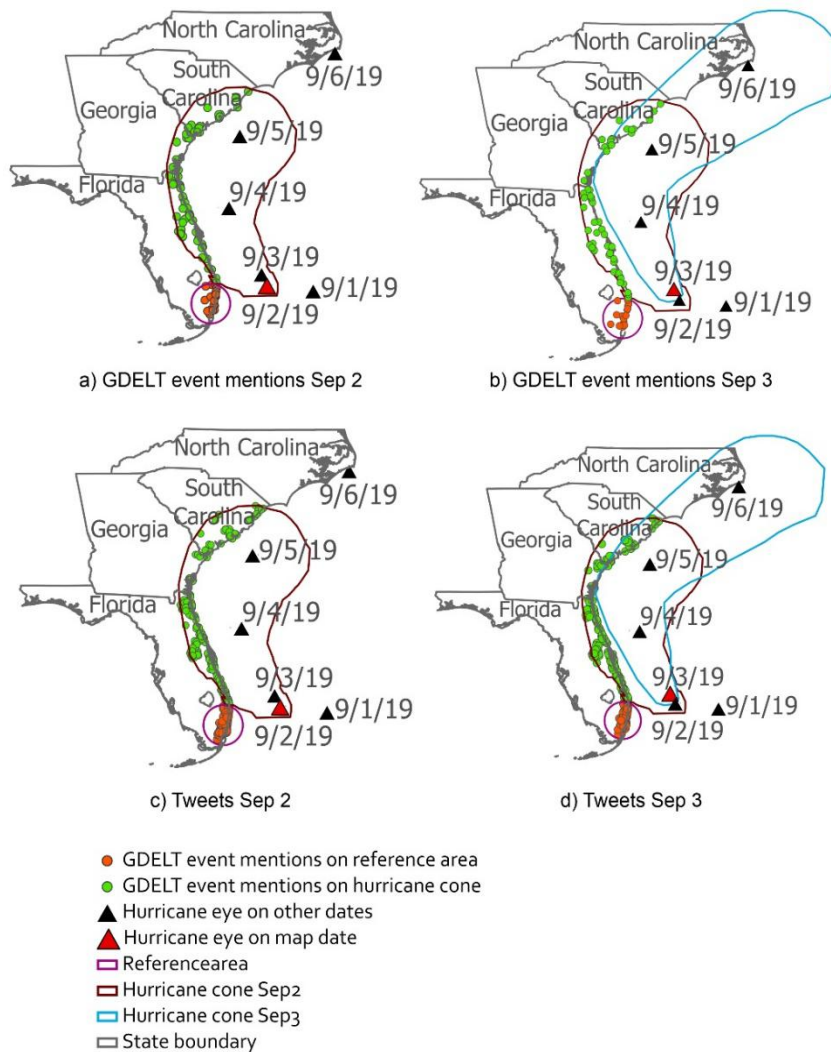 North Carolina
South
Carolina
Georgia
Florida
9/6/19
9/5/19
9/4/19
9/3/19
9/1/19
9/2/19
a) GDELT event mentions Sep 2
North Carolina
South
Carolina
Georgia
Florida
9/6/19
9/5/19
9/4/19
9/3/19
9/1/19
9/2/19
b) GDELT event mentions Sep 3
North Carolina
South
Carolina
Georgia
Florida
9/6/19
9/5/19
9/4/19
9/3/19
9/1/19
9/2/19
c) Tweets Sep 2
North Carolina
South
Carolina
Georgia
Florida
9/6/19
9/5/19
9/4/19
9/3/19
9/1/19
9/2/19
d) Tweets Sep 3
GDELT event mentions on reference area
GDELT event mentions on hurricane cone
Hurricane eye on other dates
Hurricane eye on map date
Referencearea
Hurricane cone Sep2
Hurricane cone Sep3
State boundary